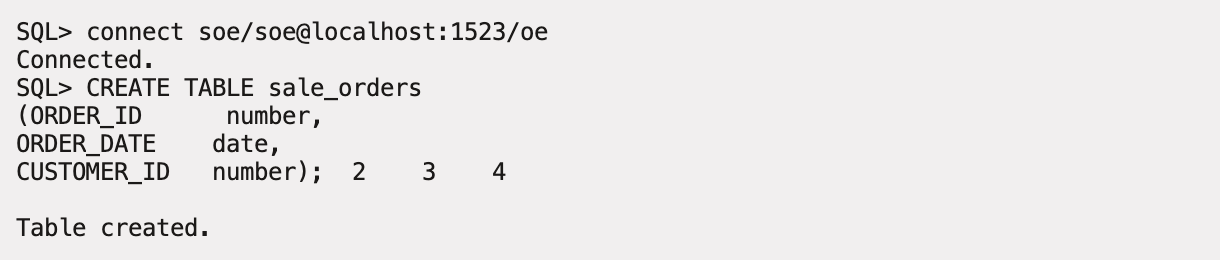 SQL> connect soe/soe@localhost:1523/oe
Connected.
SQL> CREATE TABLE sale_orders
(ORDER_ID      number,
ORDER_DATE    date,
CUSTOMER_ID   number);  2    3    4
Table created.